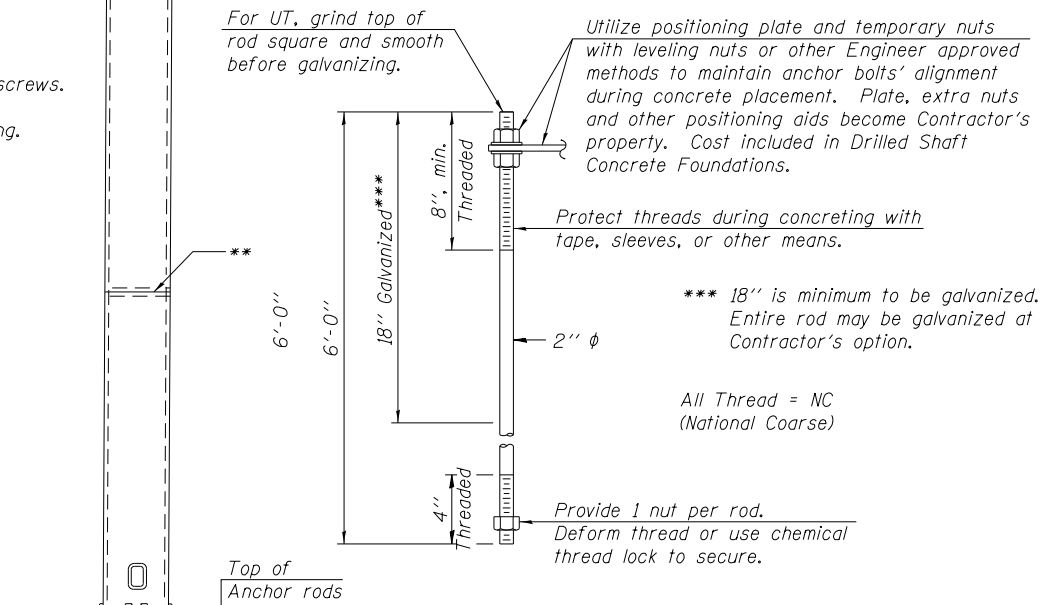 screws.
ng.
For UT, grind top of
rod square and smooth
before galvanizing.
Utilize positioning plate and temporary nuts
with leveling nuts or other Engineer approved
methods to maintain anchor bolts' alignment
during concrete placement. Plate, extra nuts
and other positioning aids become Contractor's
property. Cost included in Drilled Shaft
Concrete Foundations.
**
6'-0''
6'-0''
18'' Galvanized***
8'', min.
Threaded
Protect threads during concreting with
tape, sleeves, or other means.
*** 18'' is minimum to be galvanized.
Entire rod may be galvanized at
Contractor's option.
2'' ϕ
All Thread = NC
(National Coarse)
4''
Threaded
Provide 1 nut per rod.
Deform thread or use chemical
thread lock to secure.
Top of
Anchor rods